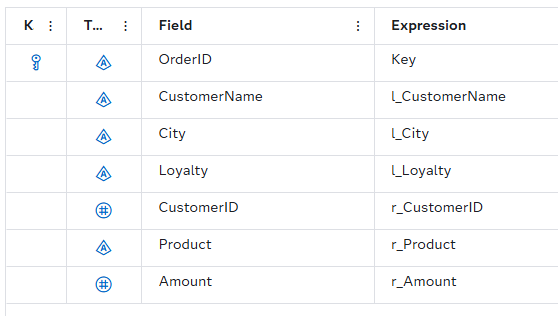 K T... Field Expression
OrderID Key
A CustomerName l_CustomerName
A City l_City
A Loyalty l_Loyalty
# CustomerID r_CustomerID
A Product r_Product
# Amount r_Amount